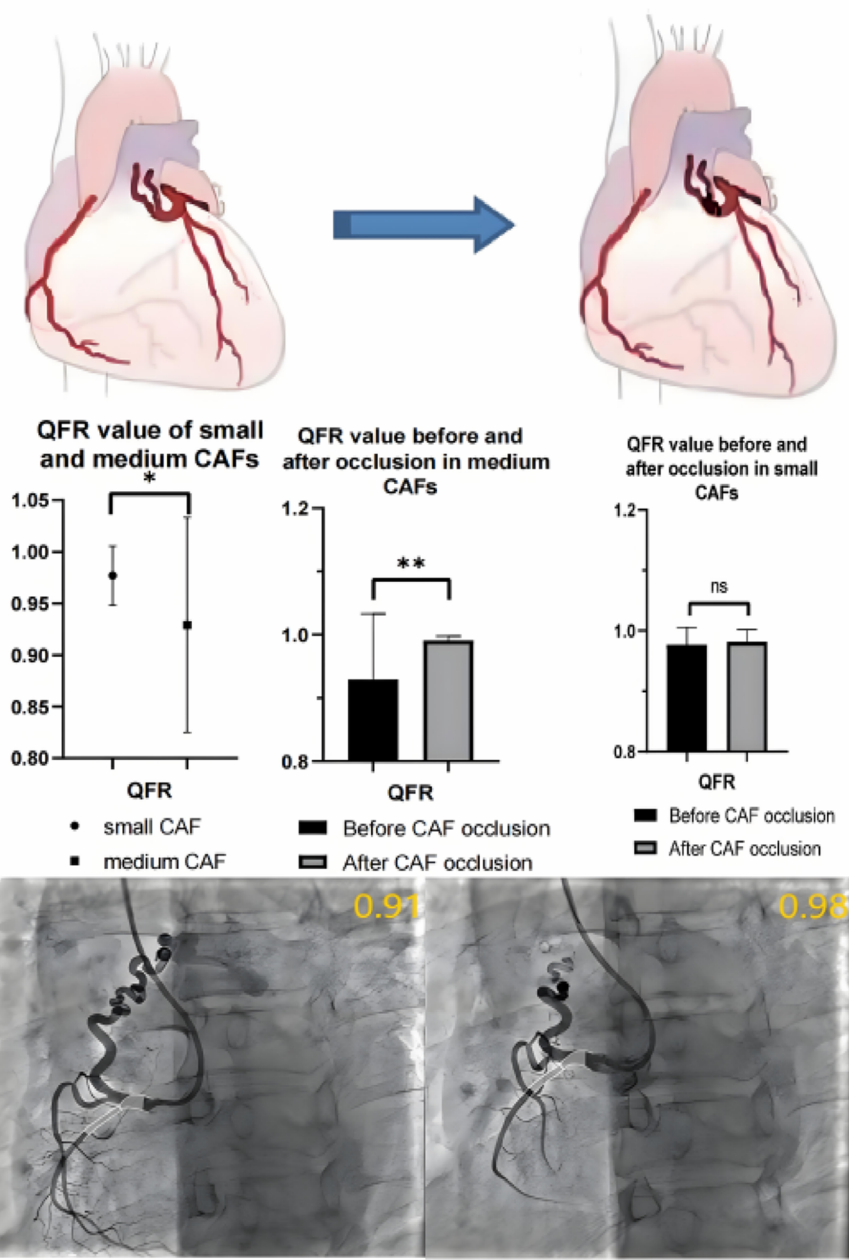 QFR value of small
and medium CAFs
*
1.05
1.00
0.95
0.90
0.85
0.80
QFR
small CAF
medium CAF
QFR value before and
after occlusion in medium
CAFs
1.2
**
1.0
0.8
QFR
Before CAF occlusion
After CAF occlusion
QFR value before and
after occlusion in small
CAFs
1.2
ns
1.0
0.8
QFR
Before CAF occlusion
After CAF occlusion
0.91
0.98